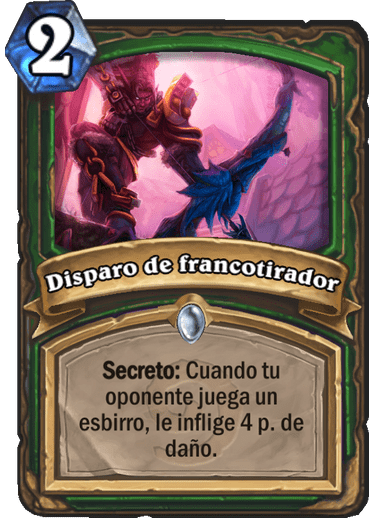 2
Disparo de francotirador
Secreto: Cuando tu
oponente juega un
esbirro, le inflige 4 p. de
daño.